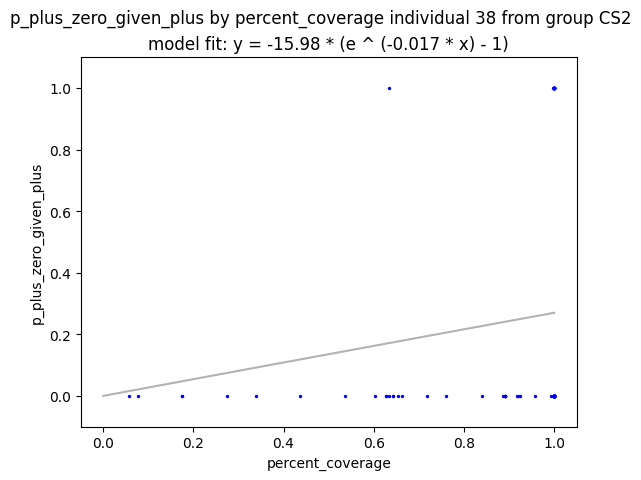 p_plus_zero_given_plus by percent_coverage individual 38 from group CS2
model fit: y = -15.98 * (e ^ (-0.017 * x) - 1)
1.0
0.8
0.6
0.4
0.2
0.0
p_plus_zero_given_plus
0.0 0.2 0.4 0.6 0.8 1.0
percent_coverage